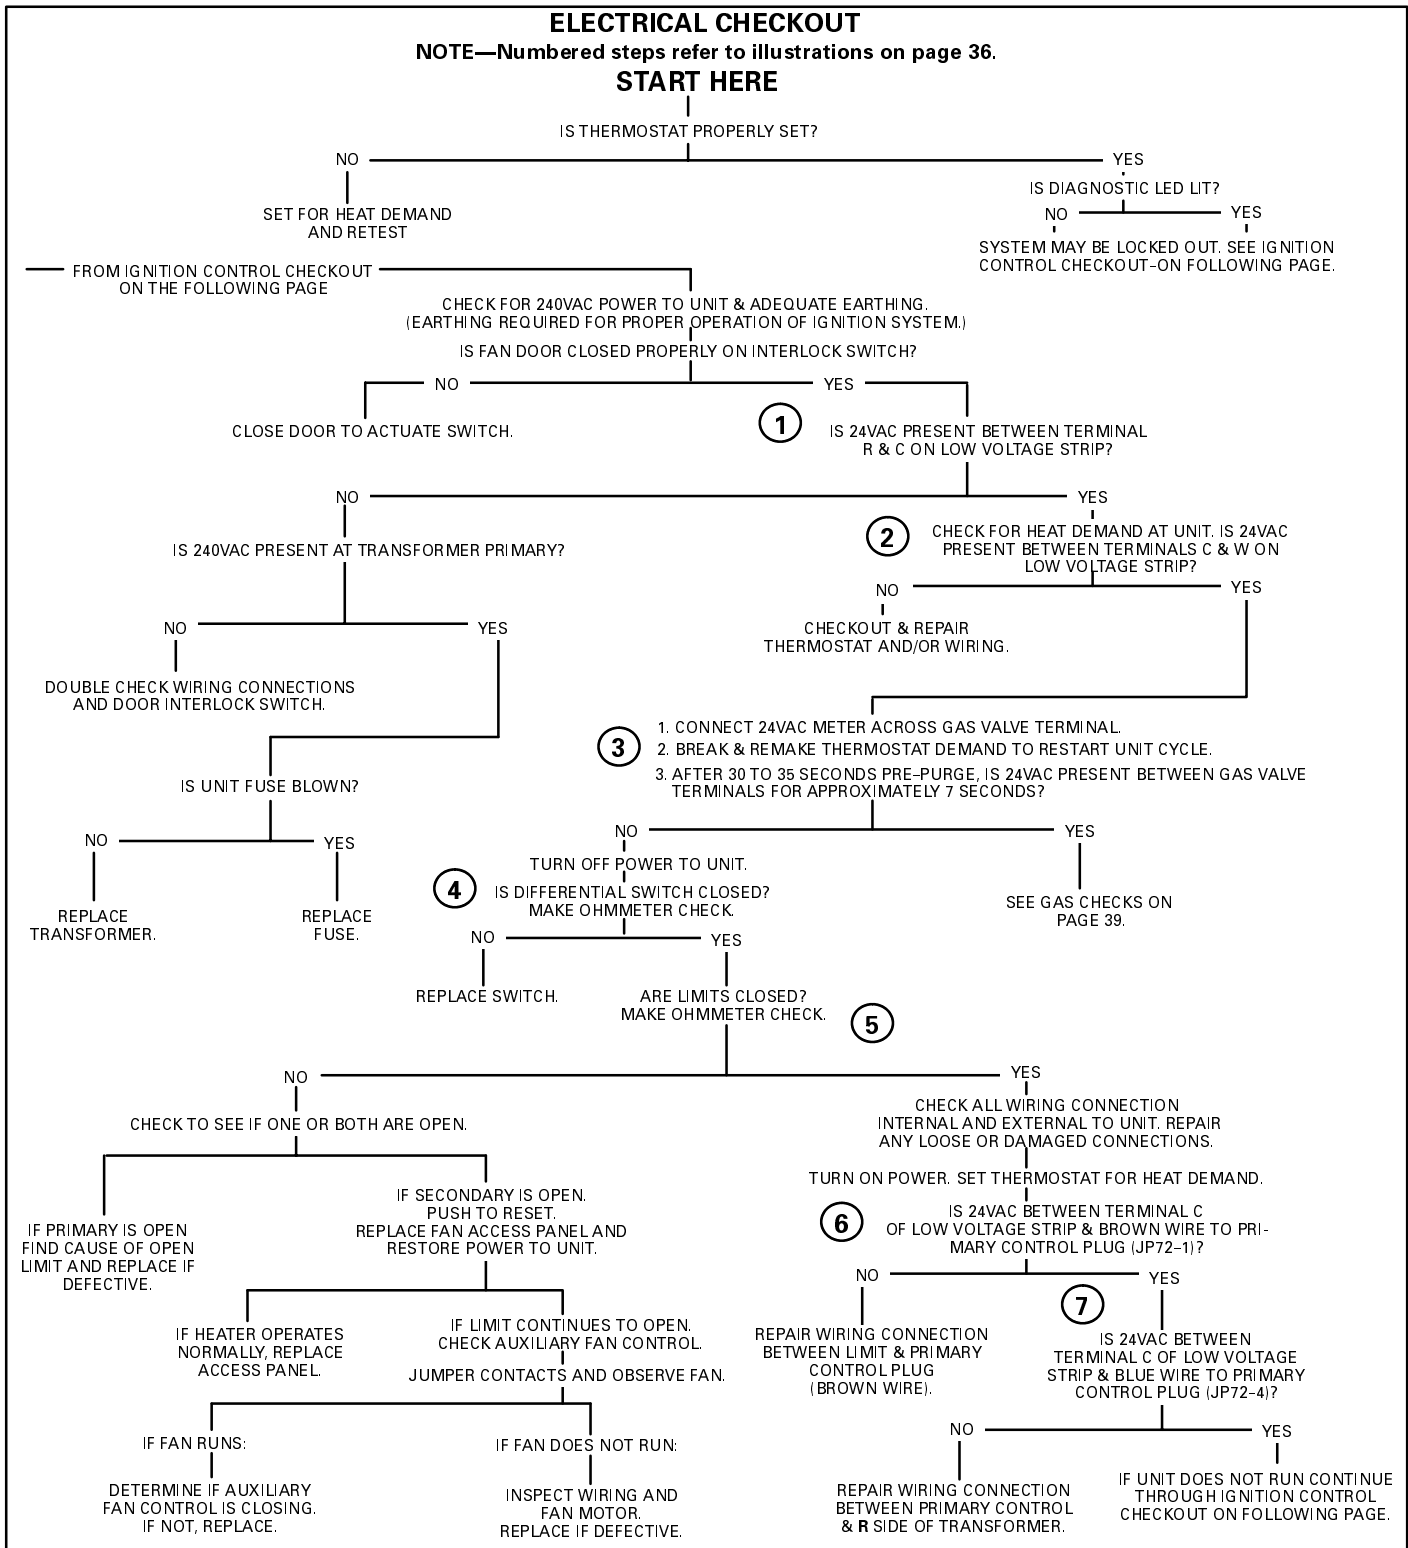 ELECTRICAL CHECKOUT
NOTE—Numbered steps refer to illustrations on page 36.
START HERE
IS THERMOSTAT PROPERLY SET?
NO
YES
SET FOR HEAT DEMAND
AND RETEST
IS DIAGNOSTIC LED LIT?
NO
YES
SYSTEM MAY BE LOCKED OUT. SEE IGNITION
CONTROL CHECKOUT–ON FOLLOWING PAGE.
FROM IGNITION CONTROL CHECKOUT
ON THE FOLLOWING PAGE
CHECK FOR 240VAC POWER TO UNIT & ADEQUATE EARTHING.
(EARTHING REQUIRED FOR PROPER OPERATION OF IGNITION SYSTEM.)
IS FAN DOOR CLOSED PROPERLY ON INTERLOCK SWITCH?
NO
YES
CLOSE DOOR TO ACTUATE SWITCH.
1
IS 24VAC PRESENT BETWEEN TERMINAL
R & C ON LOW VOLTAGE STRIP?
NO
YES
IS 240VAC PRESENT AT TRANSFORMER PRIMARY?
2
CHECK FOR HEAT DEMAND AT UNIT. IS 24VAC
PRESENT BETWEEN TERMINALS C & W ON
LOW VOLTAGE STRIP?
NO
YES
CHECKOUT & REPAIR
THERMOSTAT AND/OR WIRING.
NO
YES
DOUBLE CHECK WIRING CONNECTIONS
AND DOOR INTERLOCK SWITCH.
3
1. CONNECT 24VAC METER ACROSS GAS VALVE TERMINAL.
2. BREAK & REMAKE THERMOSTAT DEMAND TO RESTART UNIT CYCLE.
3. AFTER 30 TO 35 SECONDS PRE–PURGE, IS 24VAC PRESENT BETWEEN GAS VALVE
TERMINALS FOR APPROXIMATELY 7 SECONDS?
IS UNIT FUSE BLOWN?
NO
YES
REPLACE
TRANSFORMER.
REPLACE
FUSE.
NO
YES
TURN OFF POWER TO UNIT.
4
IS DIFFERENTIAL SWITCH CLOSED?
MAKE OHMMETER CHECK.
SEE GAS CHECKS ON
PAGE 39.
NO
YES
REPLACE SWITCH.
ARE LIMITS CLOSED?
MAKE OHMMETER CHECK.
5
NO
YES
CHECK TO SEE IF ONE OR BOTH ARE OPEN.
CHECK ALL WIRING CONNECTION
INTERNAL AND EXTERNAL TO UNIT. REPAIR
ANY LOOSE OR DAMAGED CONNECTIONS.
TURN ON POWER. SET THERMOSTAT FOR HEAT DEMAND.
IF PRIMARY IS OPEN
FIND CAUSE OF OPEN
LIMIT AND REPLACE IF
DEFECTIVE.
IF SECONDARY IS OPEN.
PUSH TO RESET.
REPLACE FAN ACCESS PANEL AND
RESTORE POWER TO UNIT.
6
IS 24VAC BETWEEN TERMINAL C
OF LOW VOLTAGE STRIP & BROWN WIRE TO PRI-
MARY CONTROL PLUG (JP72–1)?
NO
YES
7
IF HEATER OPERATES
NORMALLY, REPLACE
ACCESS PANEL.
IF LIMIT CONTINUES TO OPEN.
CHECK AUXILIARY FAN CONTROL.
JUMPER CONTACTS AND OBSERVE FAN.
REPAIR WIRING CONNECTION
BETWEEN LIMIT & PRIMARY
CONTROL PLUG
(BROWN WIRE).
IS 24VAC BETWEEN
TERMINAL C OF LOW VOLTAGE
STRIP & BLUE WIRE TO PRIMARY
CONTROL PLUG (JP72–4)?
NO
YES
IF FAN RUNS:
IF FAN DOES NOT RUN:
DETERMINE IF AUXILIARY
FAN CONTROL IS CLOSING.
IF NOT, REPLACE.
INSPECT WIRING AND
FAN MOTOR.
REPLACE IF DEFECTIVE.
REPAIR WIRING CONNECTION
BETWEEN PRIMARY CONTROL
& R SIDE OF TRANSFORMER.
IF UNIT DOES NOT RUN CONTINUE
THROUGH IGNITION CONTROL
CHECKOUT ON FOLLOWING PAGE.